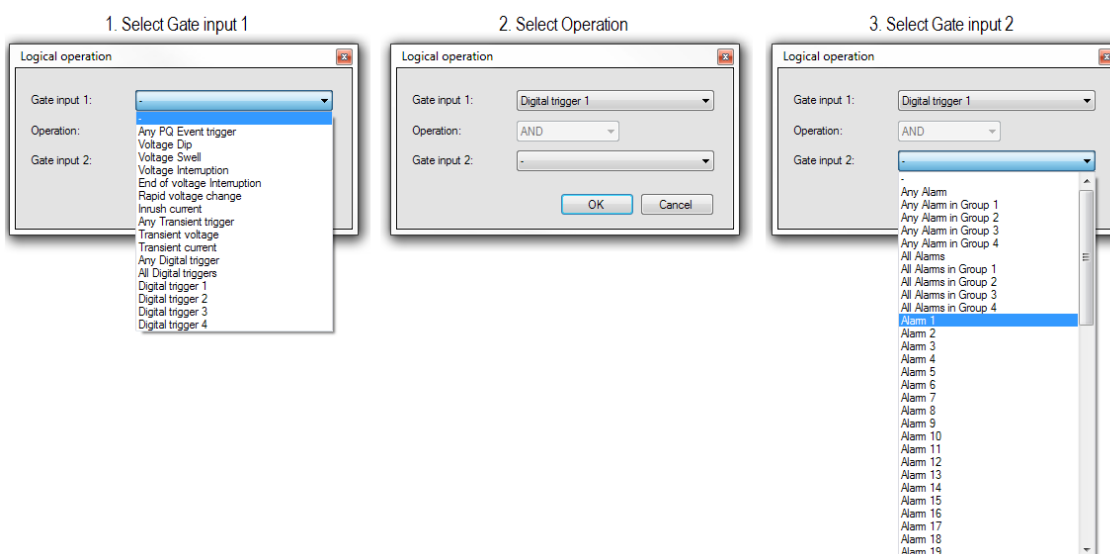 1. Select Gate input 1
Logical operation
Gate input 1:
-
Operation:
Gate input 2:
-
Any PQ Event trigger
Voltage Dip
Voltage Swell
Voltage Interruption
End of voltage Interruption
Rapid voltage change
Inrush current
Any Transient trigger
Transient voltage
Transient current
Any Digital trigger
All Digital triggers
Digital trigger 1
Digital trigger 2
Digital trigger 3
Digital trigger 4
2. Select Operation
Logical operation
Gate input 1:
Digital trigger 1
Operation:
AND
Gate input 2:
-
OK
Cancel
3. Select Gate input 2
Logical operation
Gate input 1:
Digital trigger 1
Operation:
AND
Gate input 2:
-
-
Any Alarm
Any Alarm in Group 1
Any Alarm in Group 2
Any Alarm in Group 3
Any Alarm in Group 4
All Alarms
All Alarms in Group 1
All Alarms in Group 2
All Alarms in Group 3
All Alarms in Group 4
Alarm 1
Alarm 2
Alarm 3
Alarm 4
Alarm 5
Alarm 6
Alarm 7
Alarm 8
Alarm 9
Alarm 10
Alarm 11
Alarm 12
Alarm 13
Alarm 14
Alarm 15
Alarm 16
Alarm 17
Alarm 18
Alarm 19